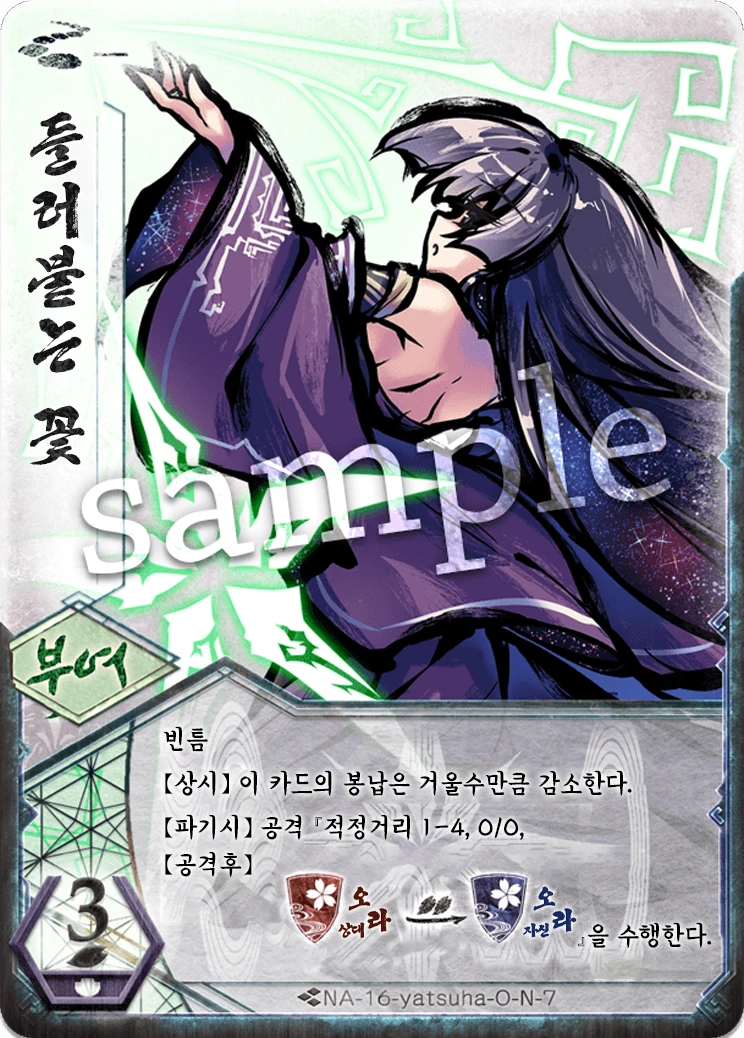 들러붙는 꽃
sample
부여
빈틈
【상시】 이 카드의 봉납은 거울수만큼 감소한다.
【파기시】 공격 『적정거리 1-4, 0/0,
【공격후】
상대 오라
자신 오라
』을 수행한다.
3
NA-16-yatsuha-O-N-7